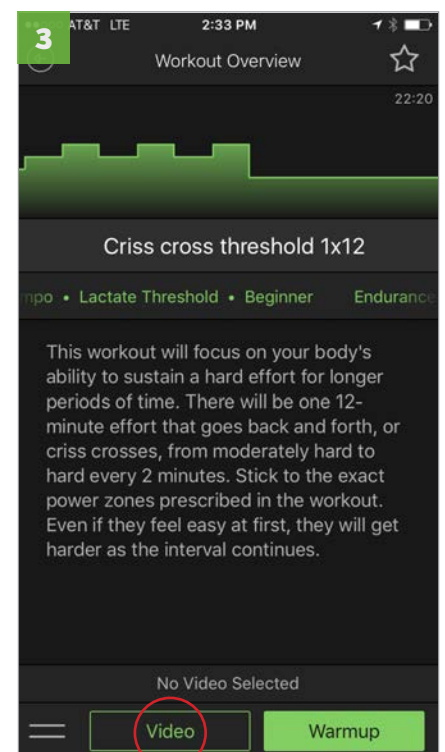 3
AT&T LTE 2:33 PM
Workout Overview
22:20
Criss cross threshold 1x12
mpo • Lactate Threshold • Beginner Endurance
This workout will focus on your body's
ability to sustain a hard effort for longer
periods of time. There will be one 12-
minute effort that goes back and forth, or
criss crosses, from moderately hard to
hard every 2 minutes. Stick to the exact
power zones prescribed in the workout.
Even if they feel easy at first, they will get
harder as the interval continues.
No Video Selected
Video Warmup